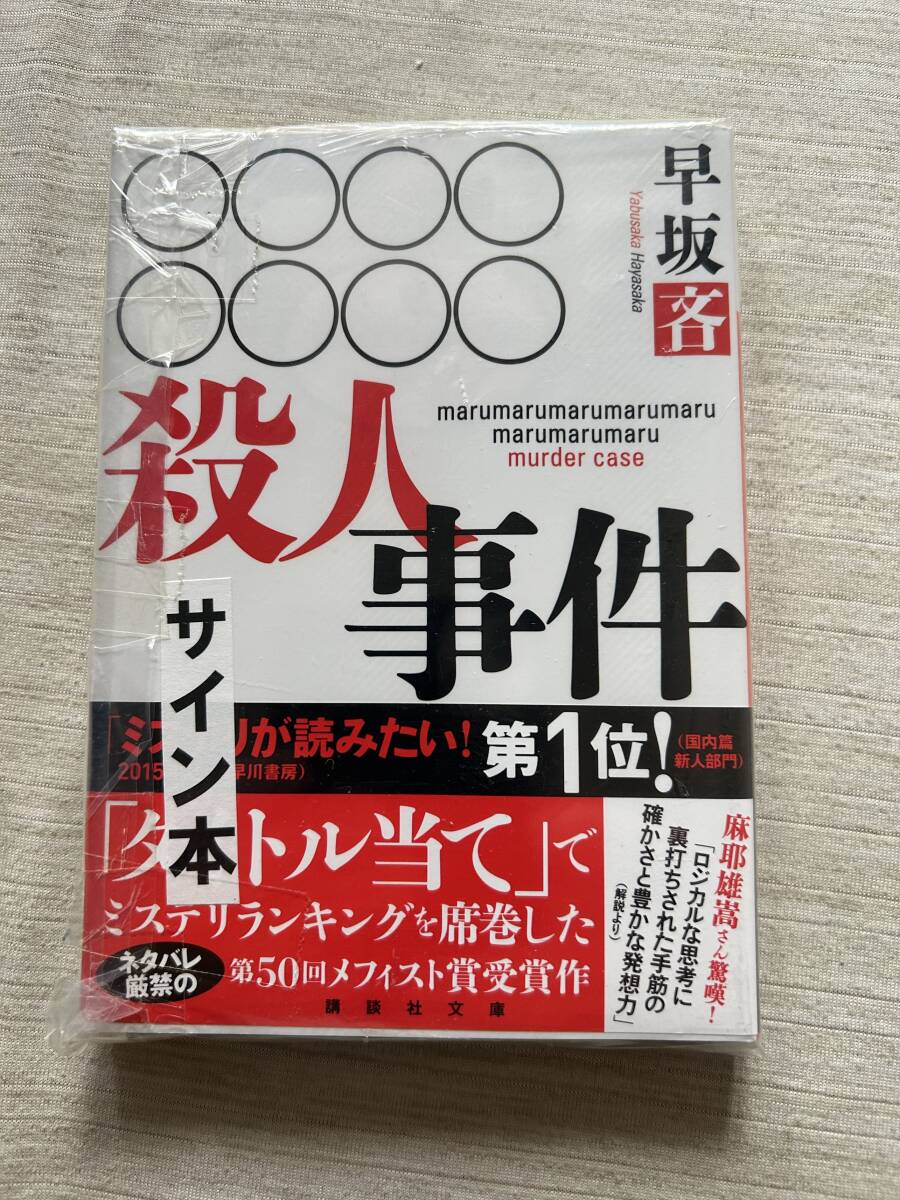 〇〇〇〇
〇〇〇〇
殺人
事件
早坂吝
Yabusaka Hayasaka
marumarumarumarumaru
marumarumaru
murder case
サイン本
「ミス リが読みたい!
2015 早川書房)
第1位!
(国内篇
新人部門)
「タ トル当て」で
ミステリランキングを席巻した
ネタバレ
厳禁の
第50回メフィスト賞受賞作
講談社文庫
麻耶雄嵩さん驚嘆!
「ロジカルな思考に
裏打ちされた手筋の
確かさと豊かな発想力」
(解説より)